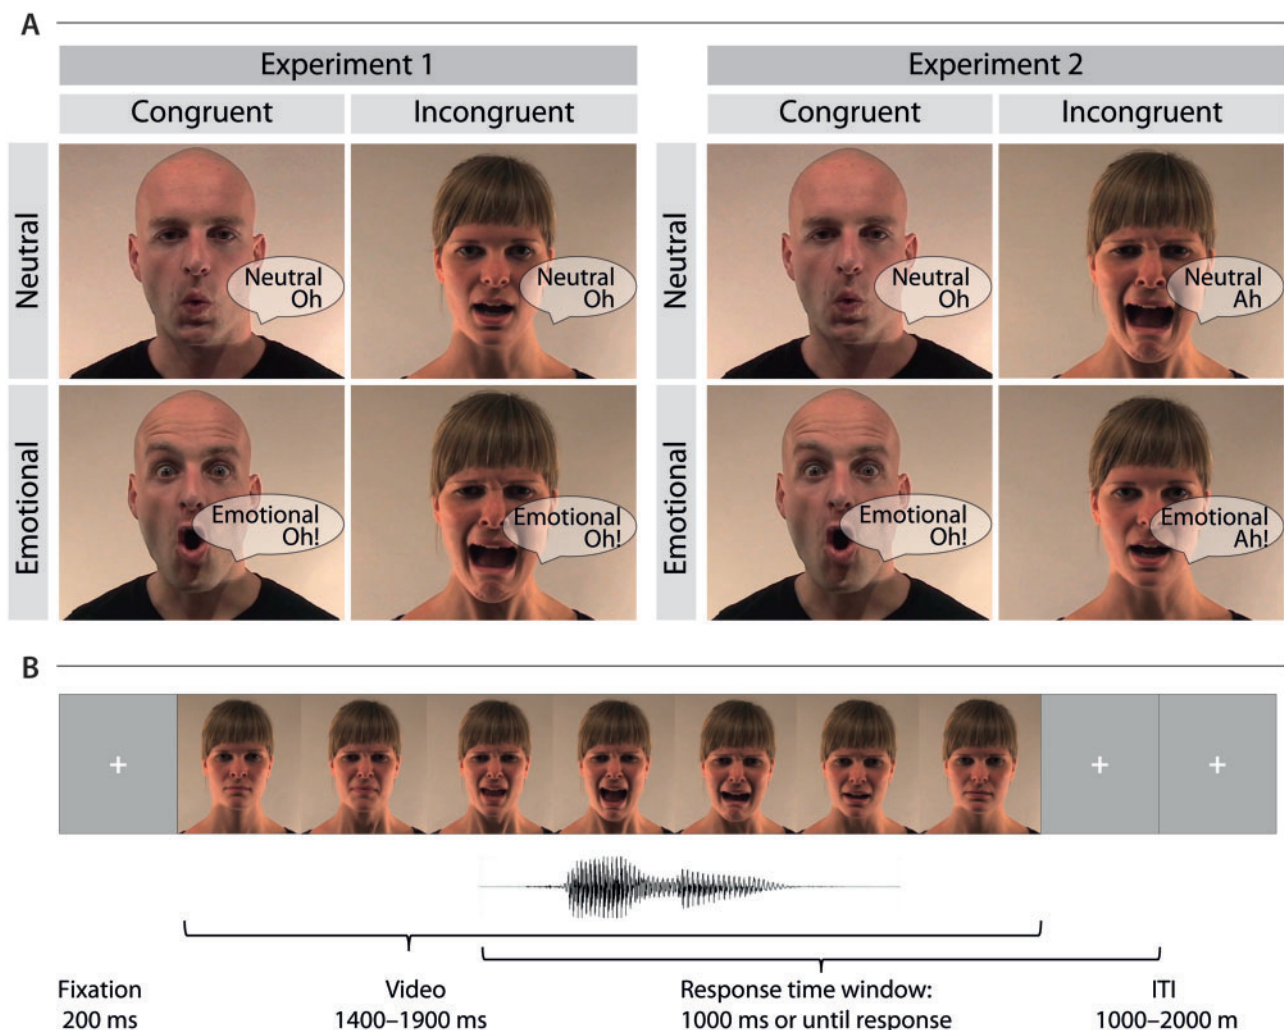 A
Experiment 1
Experiment 2
Congruent
Incongruent
Congruent
Incongruent
Neutral
Neutral
Oh
Neutral
Oh
Neutral
Neutral
Oh
Neutral
Ah
Emotional
Emotional
Oh!
Emotional
Oh!
Emotional
Emotional
Oh!
Emotional
Ah!
B
Fixation
200 ms
Video
1400–1900 ms
Response time window:
1000 ms or until response
ITI
1000–2000 m